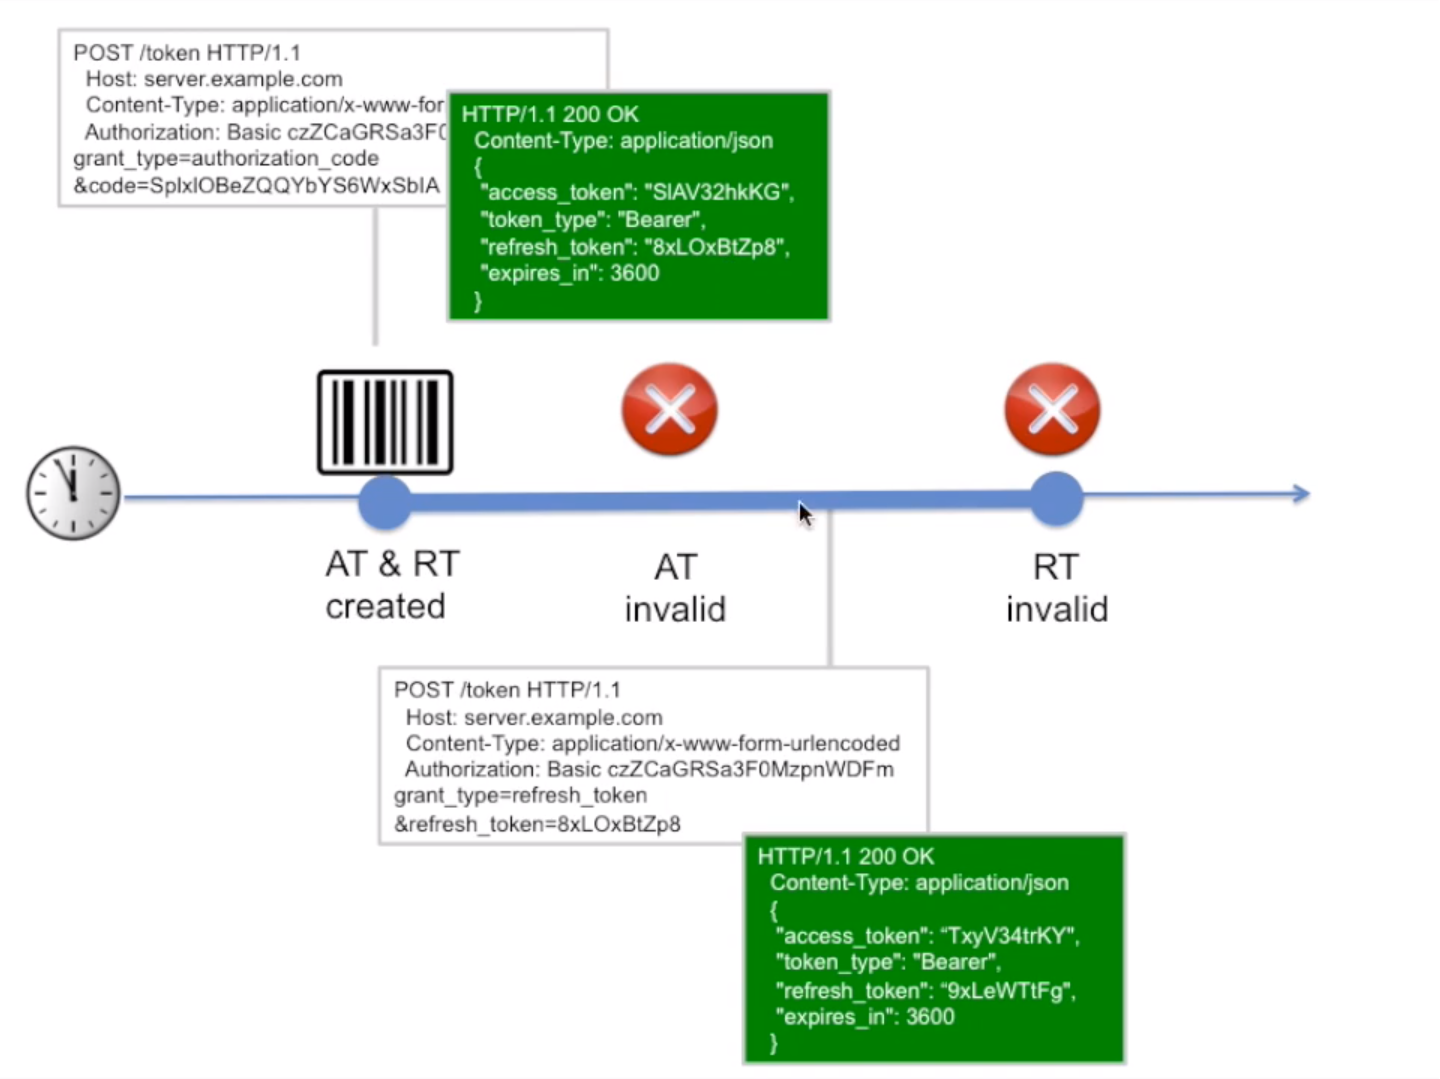 POST /token HTTP/1.1
Host: server.example.com
Content-Type: application/x-www-for
Authorization: Basic czZCaGRSa3F0
grant_type=authorization_code
&code=SplxlOBeZQQYbYS6WxSbIA
HTTP/1.1 200 OK
Content-Type: application/json
{
"access_token": "SlAV32hkKG",
"token_type": "Bearer",
"refresh_token": "8xLOxBtZp8",
"expires_in": 3600
}
AT & RT
created
AT
invalid
RT
invalid
POST /token HTTP/1.1
Host: server.example.com
Content-Type: application/x-www-form-urlencoded
Authorization: Basic czZCaGRSa3F0MzpnWDFm
grant_type=refresh_token
&refresh_token=8xLOxBtZp8
HTTP/1.1 200 OK
Content-Type: application/json
{
"access_token": “TxyV34trKY",
"token_type": "Bearer",
"refresh_token": “9xLeWTtFg",
"expires_in": 3600
}